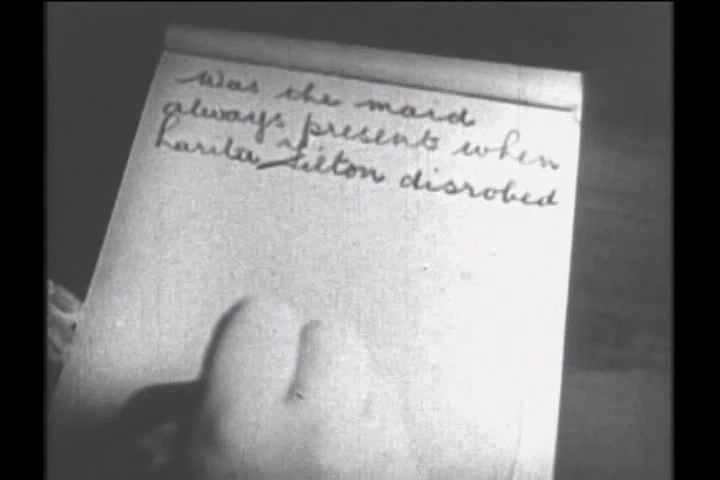 Was the maid
always present when
Tilton disrobed